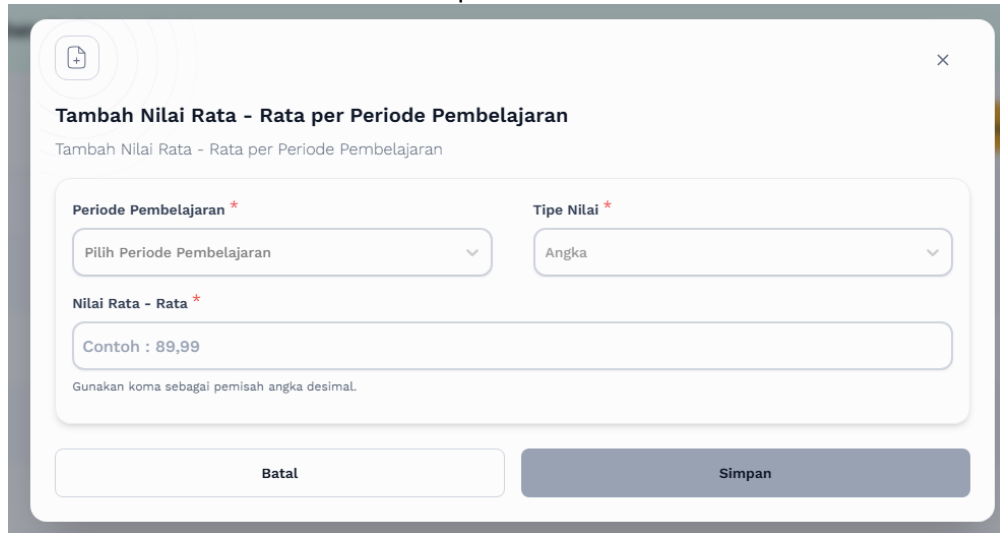 Tambah Nilai Rata - Rata per Periode Pembelajaran
Tambah Nilai Rata - Rata per Periode Pembelajaran
Periode Pembelajaran *
Tipe Nilai *
Pilih Periode Pembelajaran
Angka
Nilai Rata - Rata *
Contoh : 89,99
Gunakan koma sebagai pemisah angka desimal.
Batal
Simpan